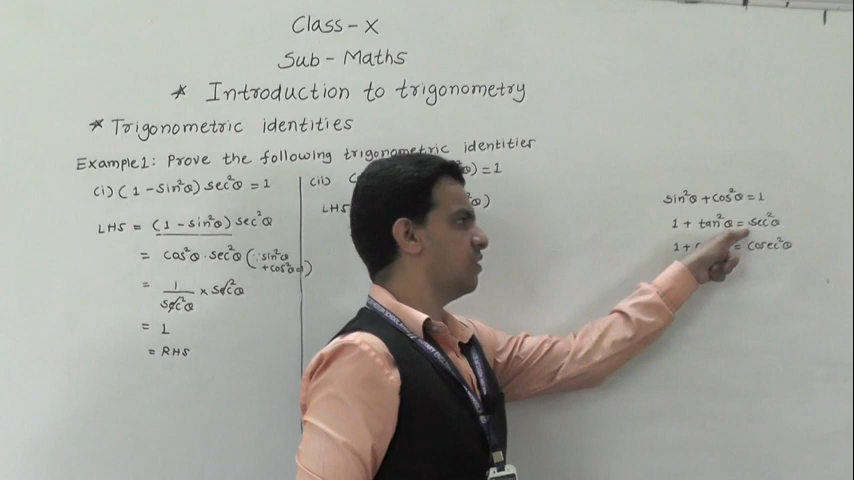 Class-X
Sub-Maths
* Introduction to trigonometry
* Trigonometric identities
Example1: Prove the following trigonometric identities
(i) (1-sin²θ) sec²θ = 1
LHS = (1-sin²θ) sec²θ
= cos²θ · sec²θ (∵ sin²θ
+cos²θ=1)
= 1/sec²θ × sec²θ
= 1
= RHS
(ii) θ) = 1
LHS θ)
sin²θ + cos²θ = 1
1 + tan²θ = sec²θ
1 + = cosec²θ